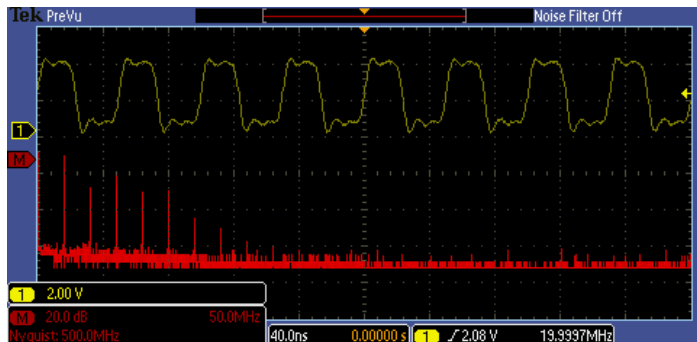 Tek PreVu Noise Filter Off
1
M
1 2.00 V
M 20.0 dB 50.0MHz
Nyquist: 500.0MHz
40.0ns 0.00000 s
1 2.08 V
19.9997MHz